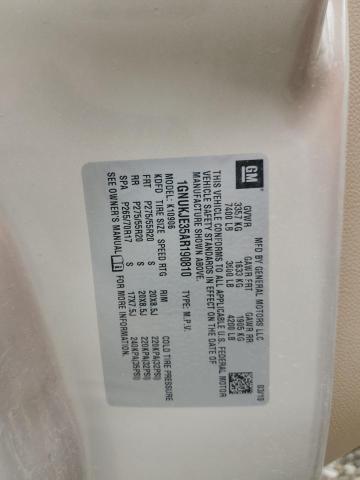 GM
MFD BY GENERAL MOTORS LLC
03/10
GVWR GAWR FRT GAWR RR
3357 KG 1633 KG 1905 KG
7400 LB 3600 LB 4200 LB
THIS VEHICLE CONFORMS TO ALL APPLICABLE U.S. FEDERAL MOTOR
VEHICLE SAFETY STANDARDS IN EFFECT ON THE DATE OF
MANUFACTURE SHOWN ABOVE.
1GNUKJE35AR190810 TYPE: M.P.V.
MODEL: K10906
KDFD TIRE SIZE SPEED RTG RIM COLD TIRE PRESSURE
FRT P275/55R20 S 20X8.5J 220KPA(32PSI)
RR P275/55R20 S 20X8.5J 220KPA(32PSI)
SPA P265/70R17 S 17X7.5J 240KPA(35PSI)
SEE OWNER'S MANUAL FOR MORE INFORMATION